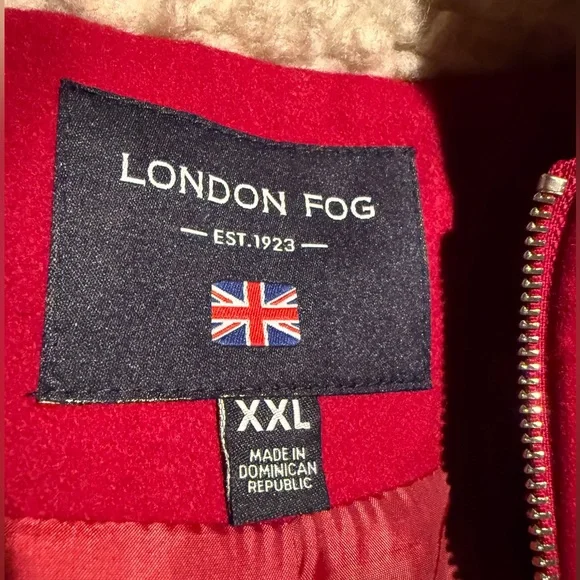 LONDON FOG
— EST.1923 —
XXL
MADE IN
DOMINICAN
REPUBLIC